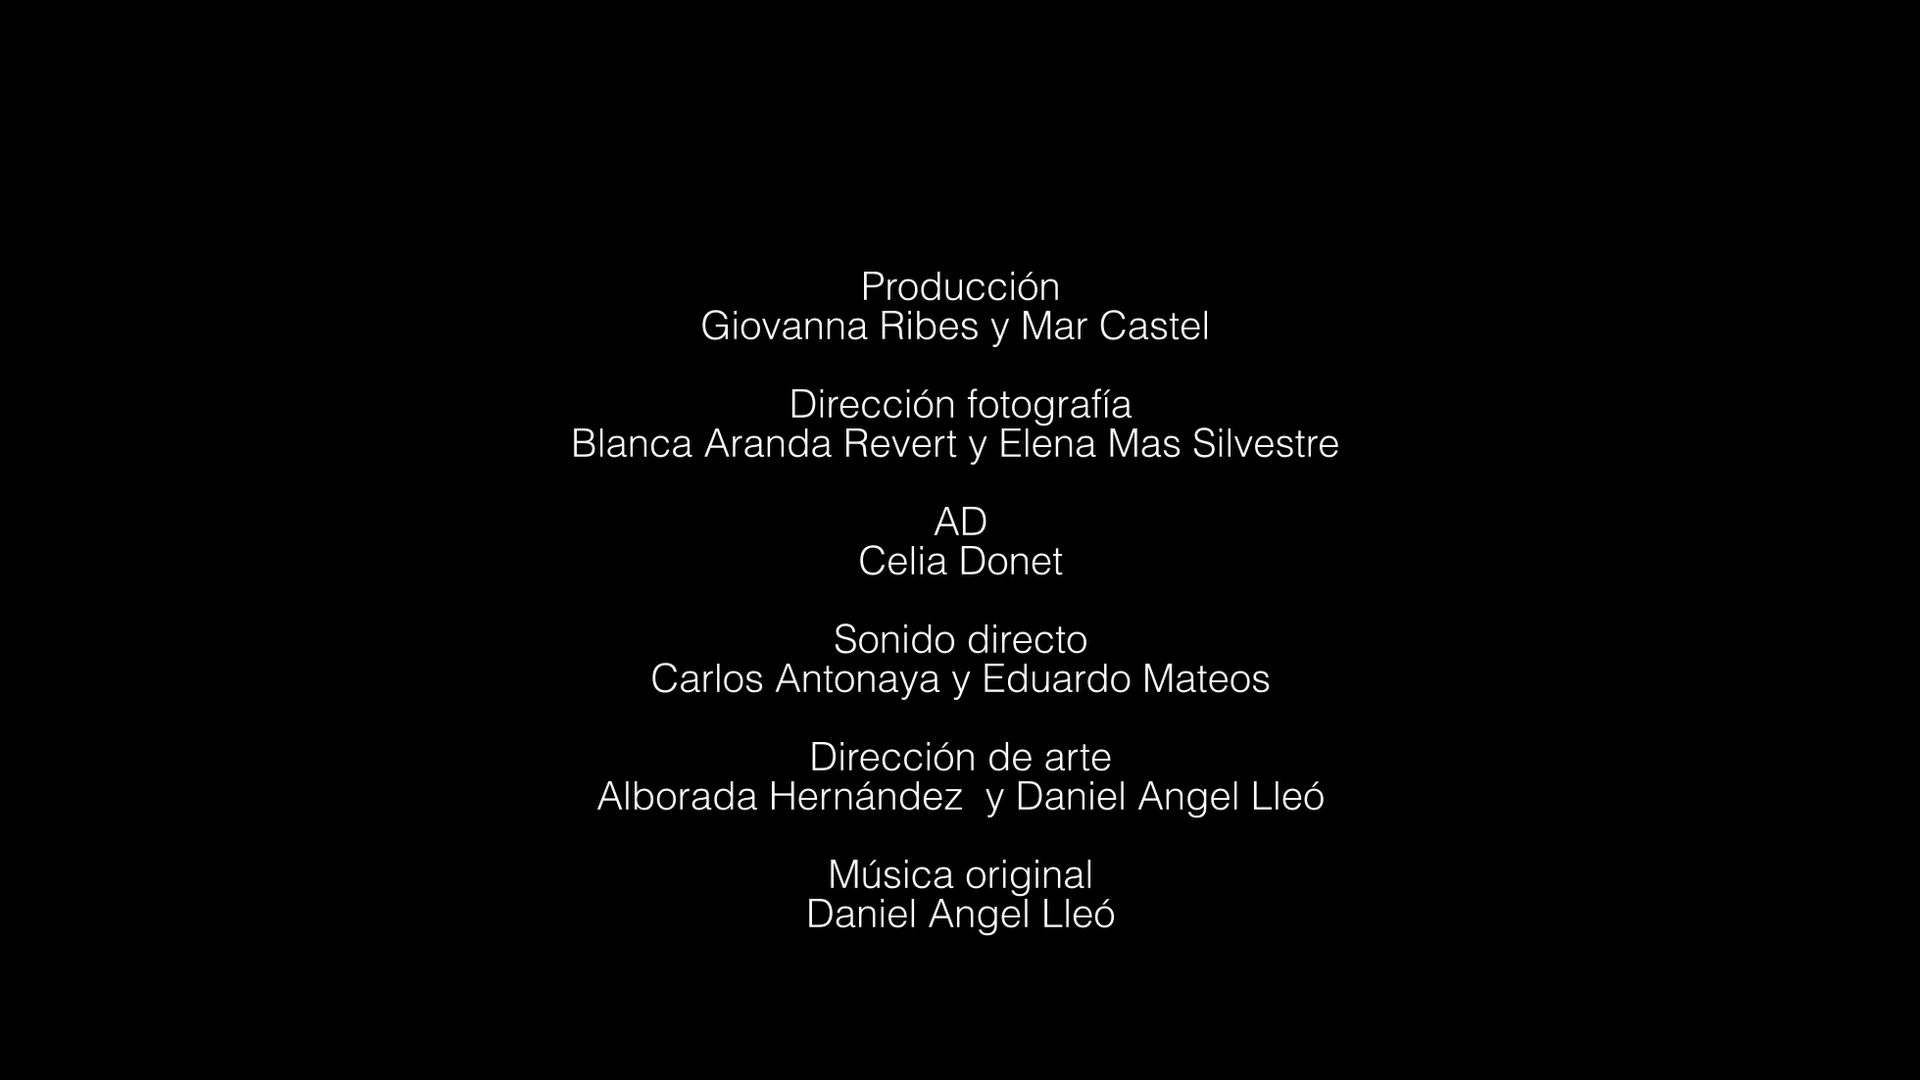 Producción
Giovanna Ribes y Mar Castel
Dirección fotografía
Blanca Aranda Revert y Elena Mas Silvestre
AD
Celia Donet
Sonido directo
Carlos Antonaya y Eduardo Mateos
Dirección de arte
Alborada Hernández  y Daniel Angel Lleó
Música original
Daniel Angel Lleó